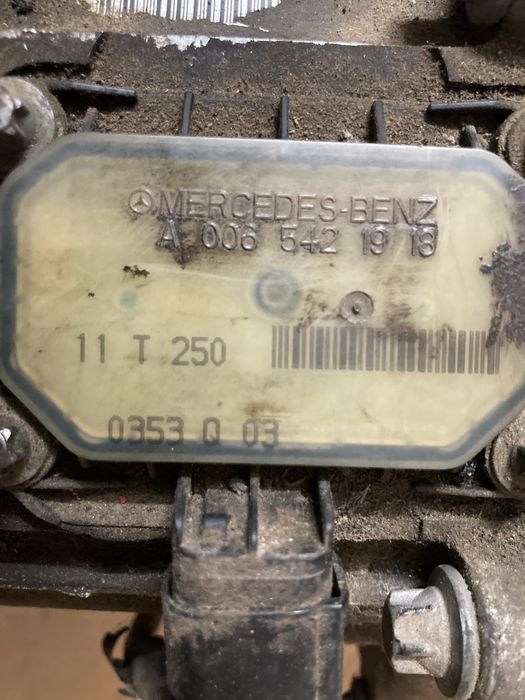 MERCEDES-BENZ
A 006 542 19 18
11 T 250
0353 Q 03